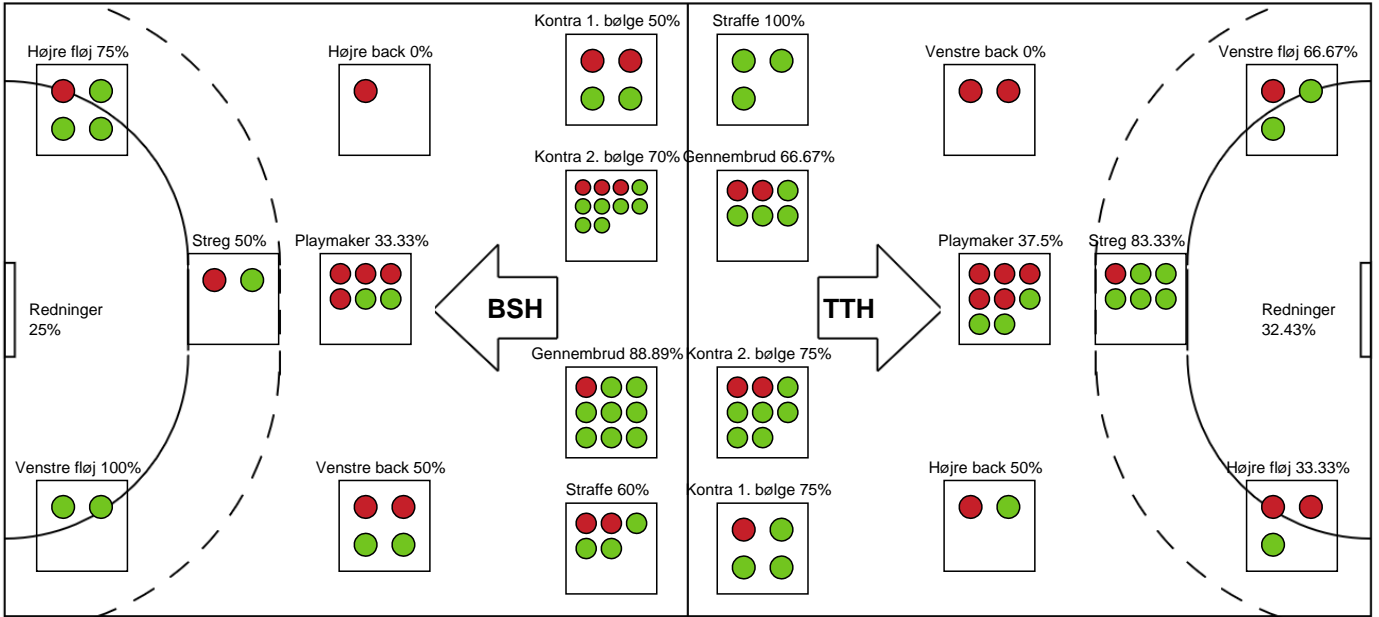 Kontra 1. bølge 50%
Straffe 100%
Højre fløj 75%
Højre back 0%
Venstre back 0%
Venstre fløj 66.67%
Kontra 2. bølge 70%
Gennembrud 66.67%
Streg 50%
Playmaker 33.33%
Playmaker 37.5%
Streg 83.33%
Redninger
25%
BSH
TTH
Redninger
32.43%
Gennembrud 88.89%
Kontra 2. bølge 75%
Venstre fløj 100%
Venstre back 50%
Straffe 60%
Kontra 1. bølge 75%
Højre back 50%
Højre fløj 33.33%